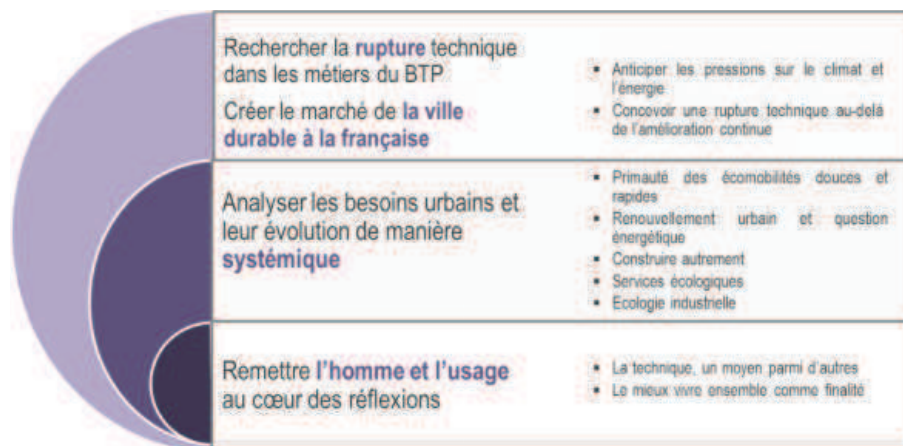 Rechercher la rupture technique
dans les métiers du BTP
Créer le marché de la ville
durable à la française
▪ Anticiper les pressions sur le climat et
l'énergie
▪ Concevoir une rupture technique au-delà
de l'amélioration continue
Analyser les besoins urbains et
leur évolution de manière
systémique
▪ Primauté des écomobilités douces et
rapides
▪ Renouvellement urbain et question
énergétique
▪ Construire autrement
▪ Services écologiques
▪ Ecologie industrielle
Remettre l'homme et l'usage
au cœur des réflexions
▪ La technique, un moyen parmi d'autres
▪ Le mieux vivre ensemble comme finalité